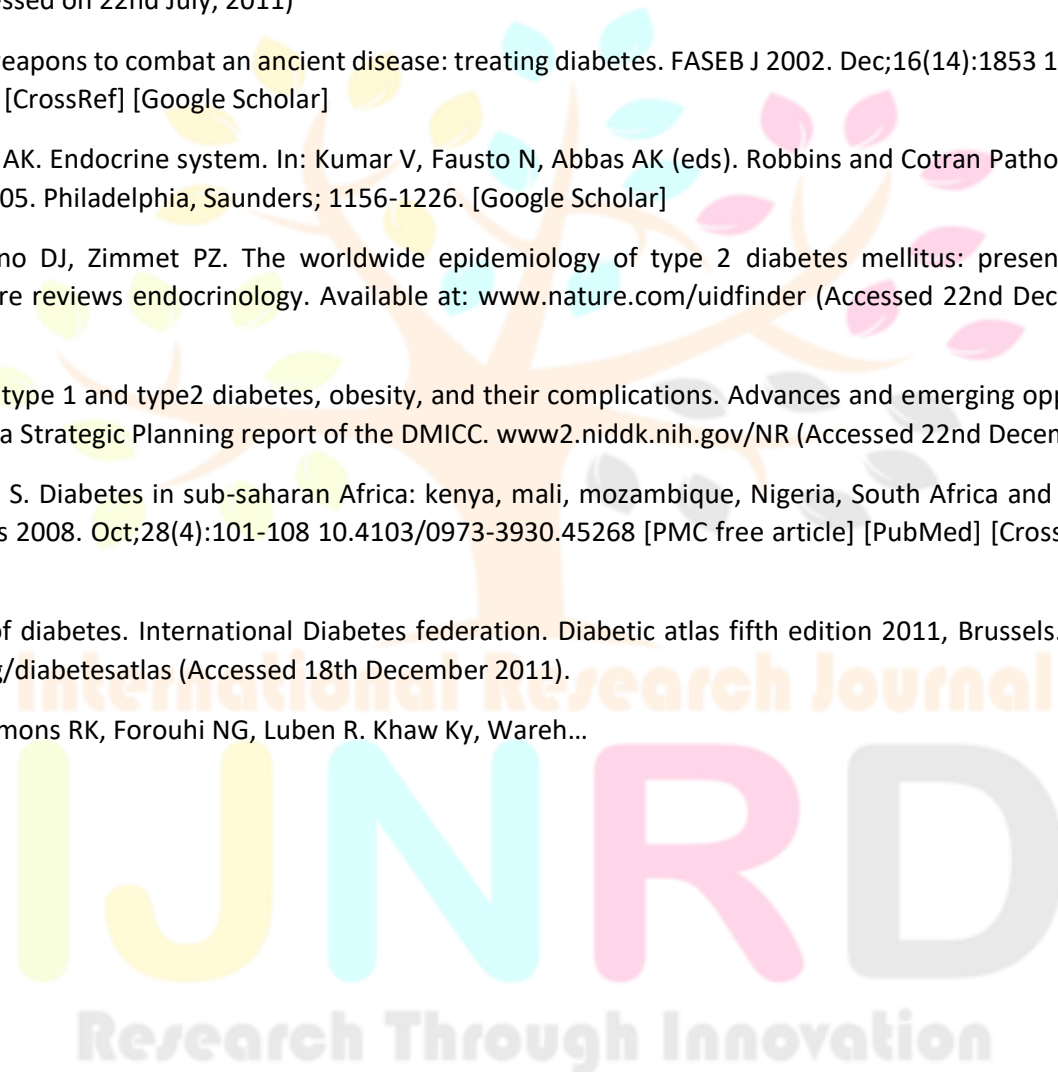 essed on 22nd July, 2011)
eapons to combat an ancient disease: treating diabetes. FASEB J 2002. Dec;16(14):1853 1
[CrossRef] [Google Scholar]
AK. Endocrine system. In: Kumar V, Fausto N, Abbas AK (eds). Robbins and Cotran Patho
05. Philadelphia, Saunders; 1156-1226. [Google Scholar]
mo DJ, Zimmet PZ. The worldwide epidemiology of type 2 diabetes mellitus: presen
re reviews endocrinology. Available at: www.nature.com/uidfinder (Accessed 22nd Dec
type 1 and type2 diabetes, obesity, and their complications. Advances and emerging opp
a Strategic Planning report of the DMICC. www2.niddk.nih.gov/NR (Accessed 22nd Decem
S. Diabetes in sub-saharan Africa: kenya, mali, mozambique, Nigeria, South Africa and
s 2008. Oct;28(4):101-108 10.4103/0973-3930.45268 [PMC free article] [PubMed] [Cross
of diabetes. International Diabetes federation. Diabetic atlas fifth edition 2011, Brussels.
g/diabetesatlas (Accessed 18th December 2011).
International Research Journal
mons RK, Forouhi NG, Luben R. Khaw Ky, Wareh…
IJNRD
Research Through Innovation